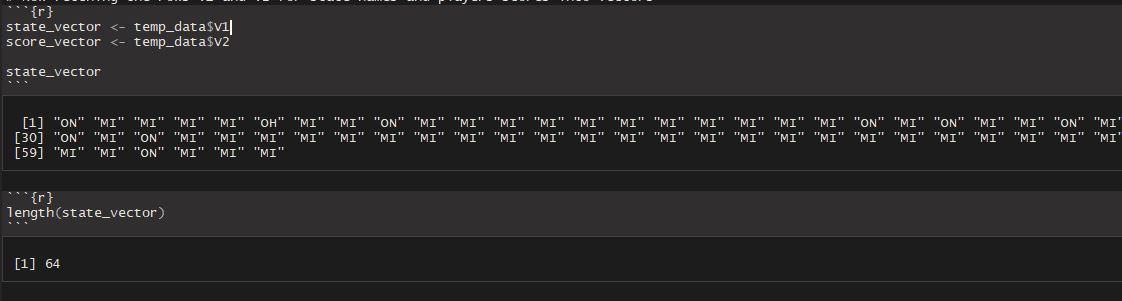 ```{r}
state_vector <- temp_data$V1
score_vector <- temp_data$V2
state_vector
```
[1] "ON" "MI" "MI" "MI" "MI" "OH" "MI" "MI" "ON" "MI" "MI" "MI" "MI" "MI" "MI" "MI" "MI" "MI" "MI" "MI" "ON" "MI" "ON" "MI" "MI" "ON" "MI
[30] "ON" "MI" "ON" "MI" "MI" "MI" "MI" "MI" "MI" "MI" "MI" "MI" "MI" "MI" "MI" "MI" "MI" "MI" "MI" "MI" "MI" "MI" "MI" "MI" "MI" "MI" "MI
[59] "MI" "MI" "ON" "MI" "MI" "MI"
```{r}
length(state_vector)
```
[1] 64